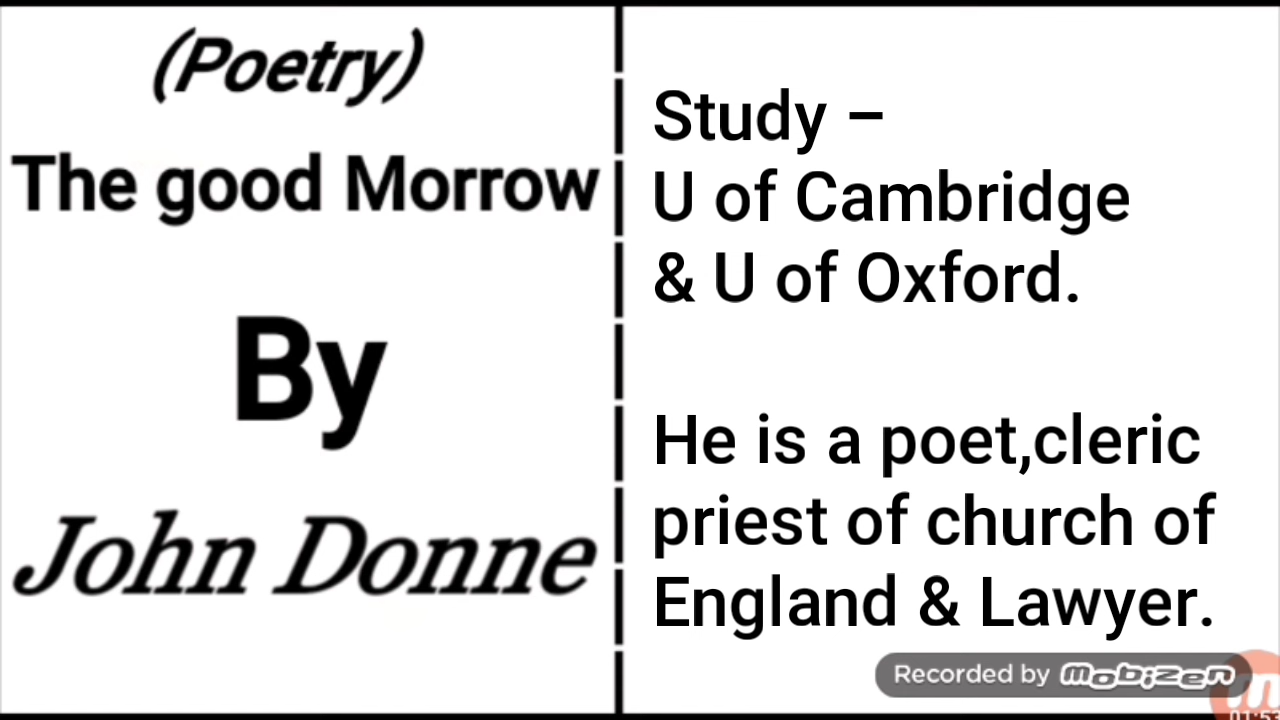 (Poetry)
The good Morrow
By
John Donne
Study –
U of Cambridge
& U of Oxford.
He is a poet,cleric
priest of church of
England & Lawyer.
Recorded by mobizen